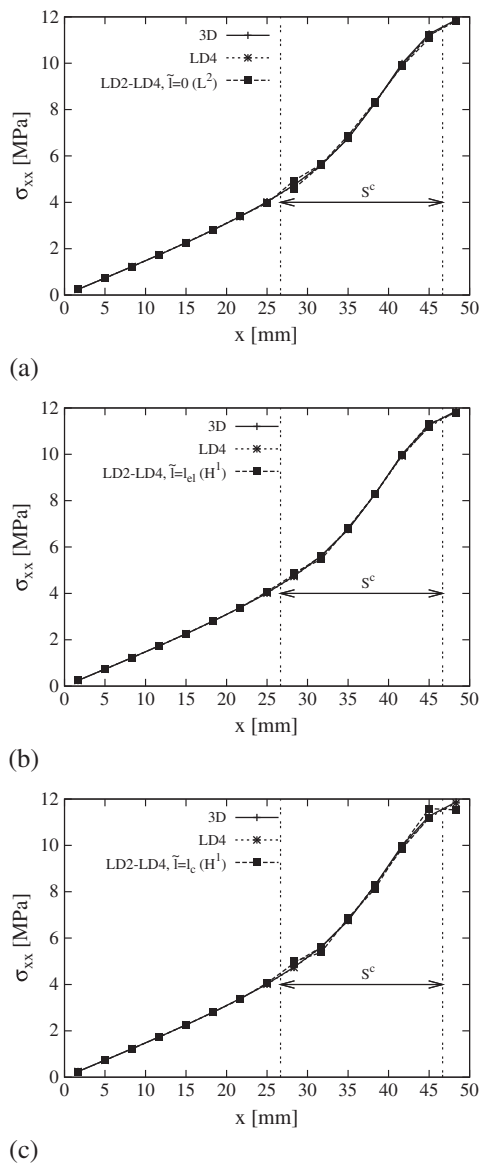 12
10
8
6
4
2
0
σxx [MPa]
3D
LD4
LD2-LD4, l̃=0 (L²)
Sᶜ
0 5 10 15 20 25 30 35 40 45 50
x [mm]
(a)
12
10
8
6
4
2
0
σxx [MPa]
3D
LD4
LD2-LD4, l̃=lel (H¹)
Sᶜ
0 5 10 15 20 25 30 35 40 45 50
x [mm]
(b)
12
10
8
6
4
2
0
σxx [MPa]
3D
LD4
LD2-LD4, l̃=lc (H¹)
Sᶜ
0 5 10 15 20 25 30 35 40 45 50
x [mm]
(c)